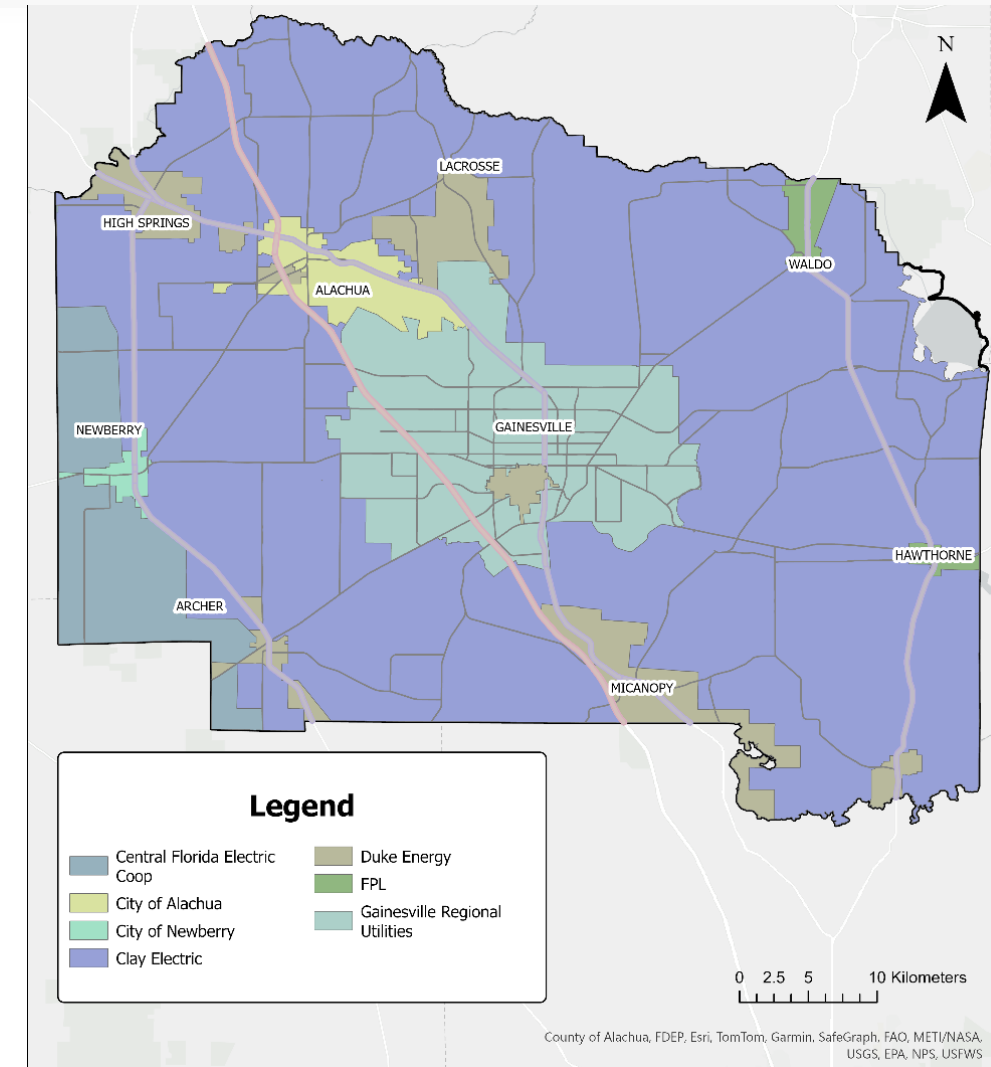 N
LACROSSE
HIGH SPRINGS
WALDO
ALACHUA
NEWBERRY
GAINESVILLE
HAWTHORNE
ARCHER
MICANOPY
Legend
Central Florida Electric
Coop
City of Alachua
City of Newberry
Clay Electric
Duke Energy
FPL
Gainesville Regional
Utilities
0 2.5 5 10 Kilometers
County of Alachua, FDEP, Esri, TomTom, Garmin, SafeGraph, FAO, METI/NASA,
USGS, EPA, NPS, USFWS